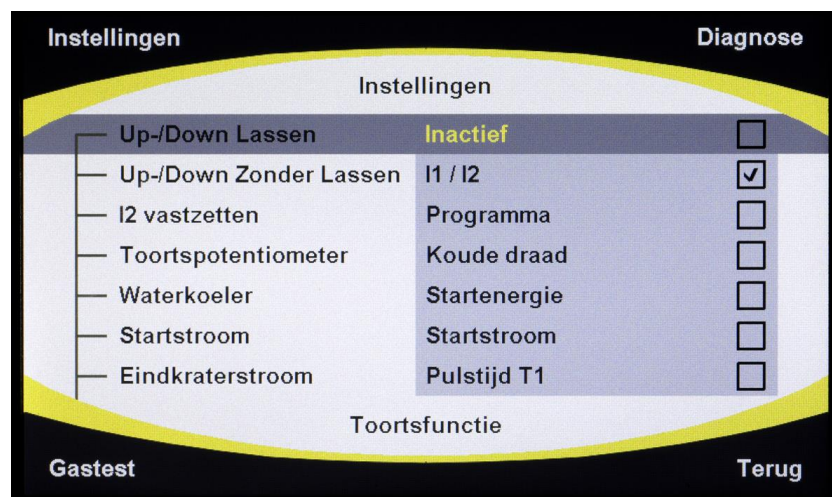 Instellingen Diagnose
Instellingen
Up-/Down Lassen Inactief
Up-/Down Zonder Lassen I1 / I2
I2 vastzetten Programma
Toortspotentiometer Koude draad
Waterkoeler Startenergie
Startstroom Startstroom
Eindkraterstroom Pulstijd T1
Toortsfunctie
Gastest Terug